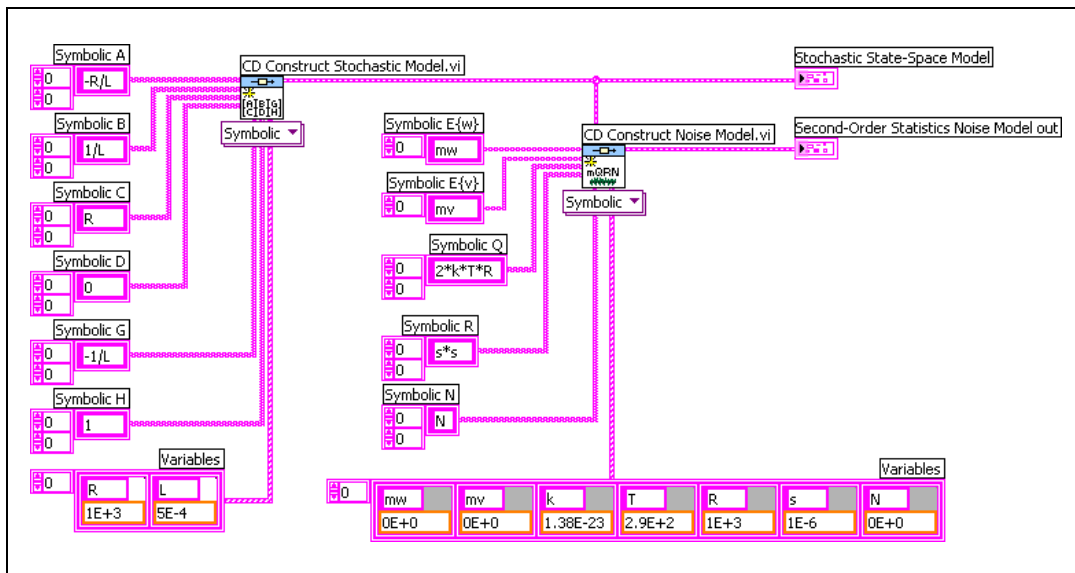 Symbolic A
0
0
-R/L
Symbolic B
0
0
1/L
Symbolic C
0
0
R
Symbolic D
0
0
0
Symbolic G
0
0
-1/L
Symbolic H
0
0
1
Variables
0
R
L
1E+3
5E-4
CD Construct Stochastic Model.vi
[A|B|G]
[C|D|H]
Symbolic
Stochastic State-Space Model
Symbolic E{w}
0
mw
Symbolic E{v}
0
mv
Symbolic Q
0
0
2*k*T*R
Symbolic R
0
0
s*s
Symbolic N
0
0
N
CD Construct Noise Model.vi
mQRN
Symbolic
Second-Order Statistics Noise Model out
Variables
0
mw
mv
k
T
R
s
N
0E+0
0E+0
1.38E-23
2.9E+2
1E+3
1E-6
0E+0